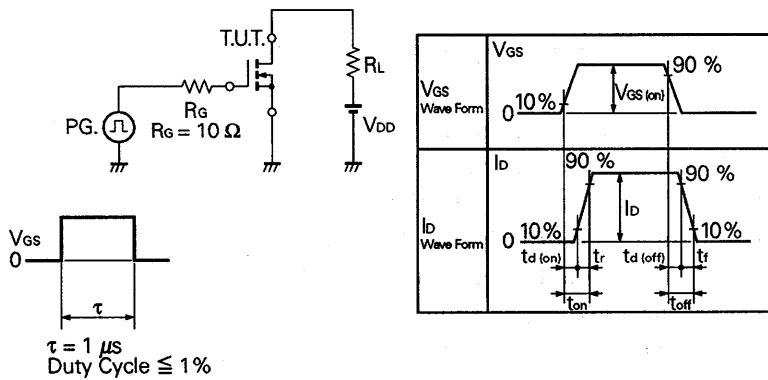 T.U.T.
RL
RG
RG = 10 Ω
PG.
VDD
VGS
0
τ
τ = 1 μs
Duty Cycle ≦ 1%
VGS
Wave Form
VGS
90 %
VGS (on)
10%
0
ID
Wave Form
ID
90 %
90 %
ID
10%
10%
0
td (on)
tr
td (off)
tf
ton
toff